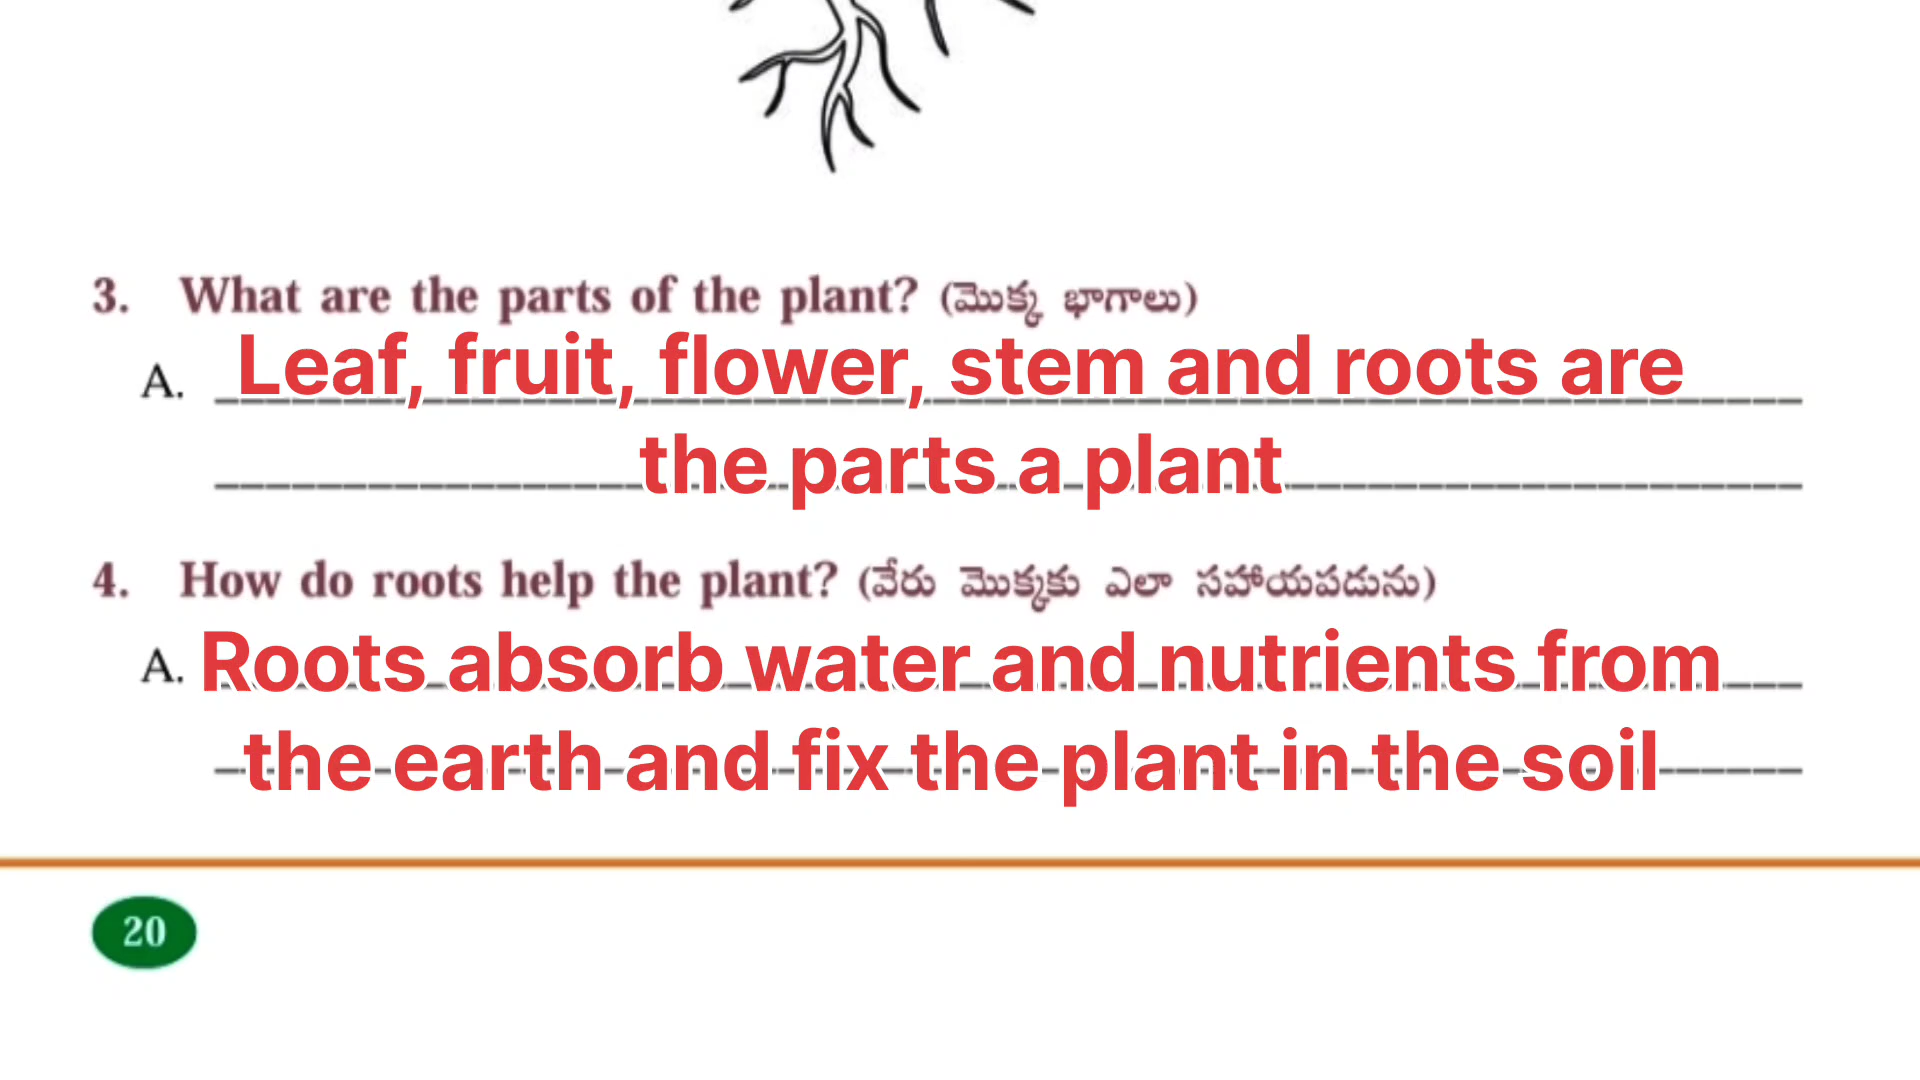 3. What are the parts of the plant? (మొక్క భాగాలు)
A. Leaf, fruit, flower, stem and roots are
the parts a plant
4. How do roots help the plant? (వేరు మొక్కకు ఎలా సహాయపడును)
A. Roots absorb water and nutrients from
the earth and fix the plant in the soil
20